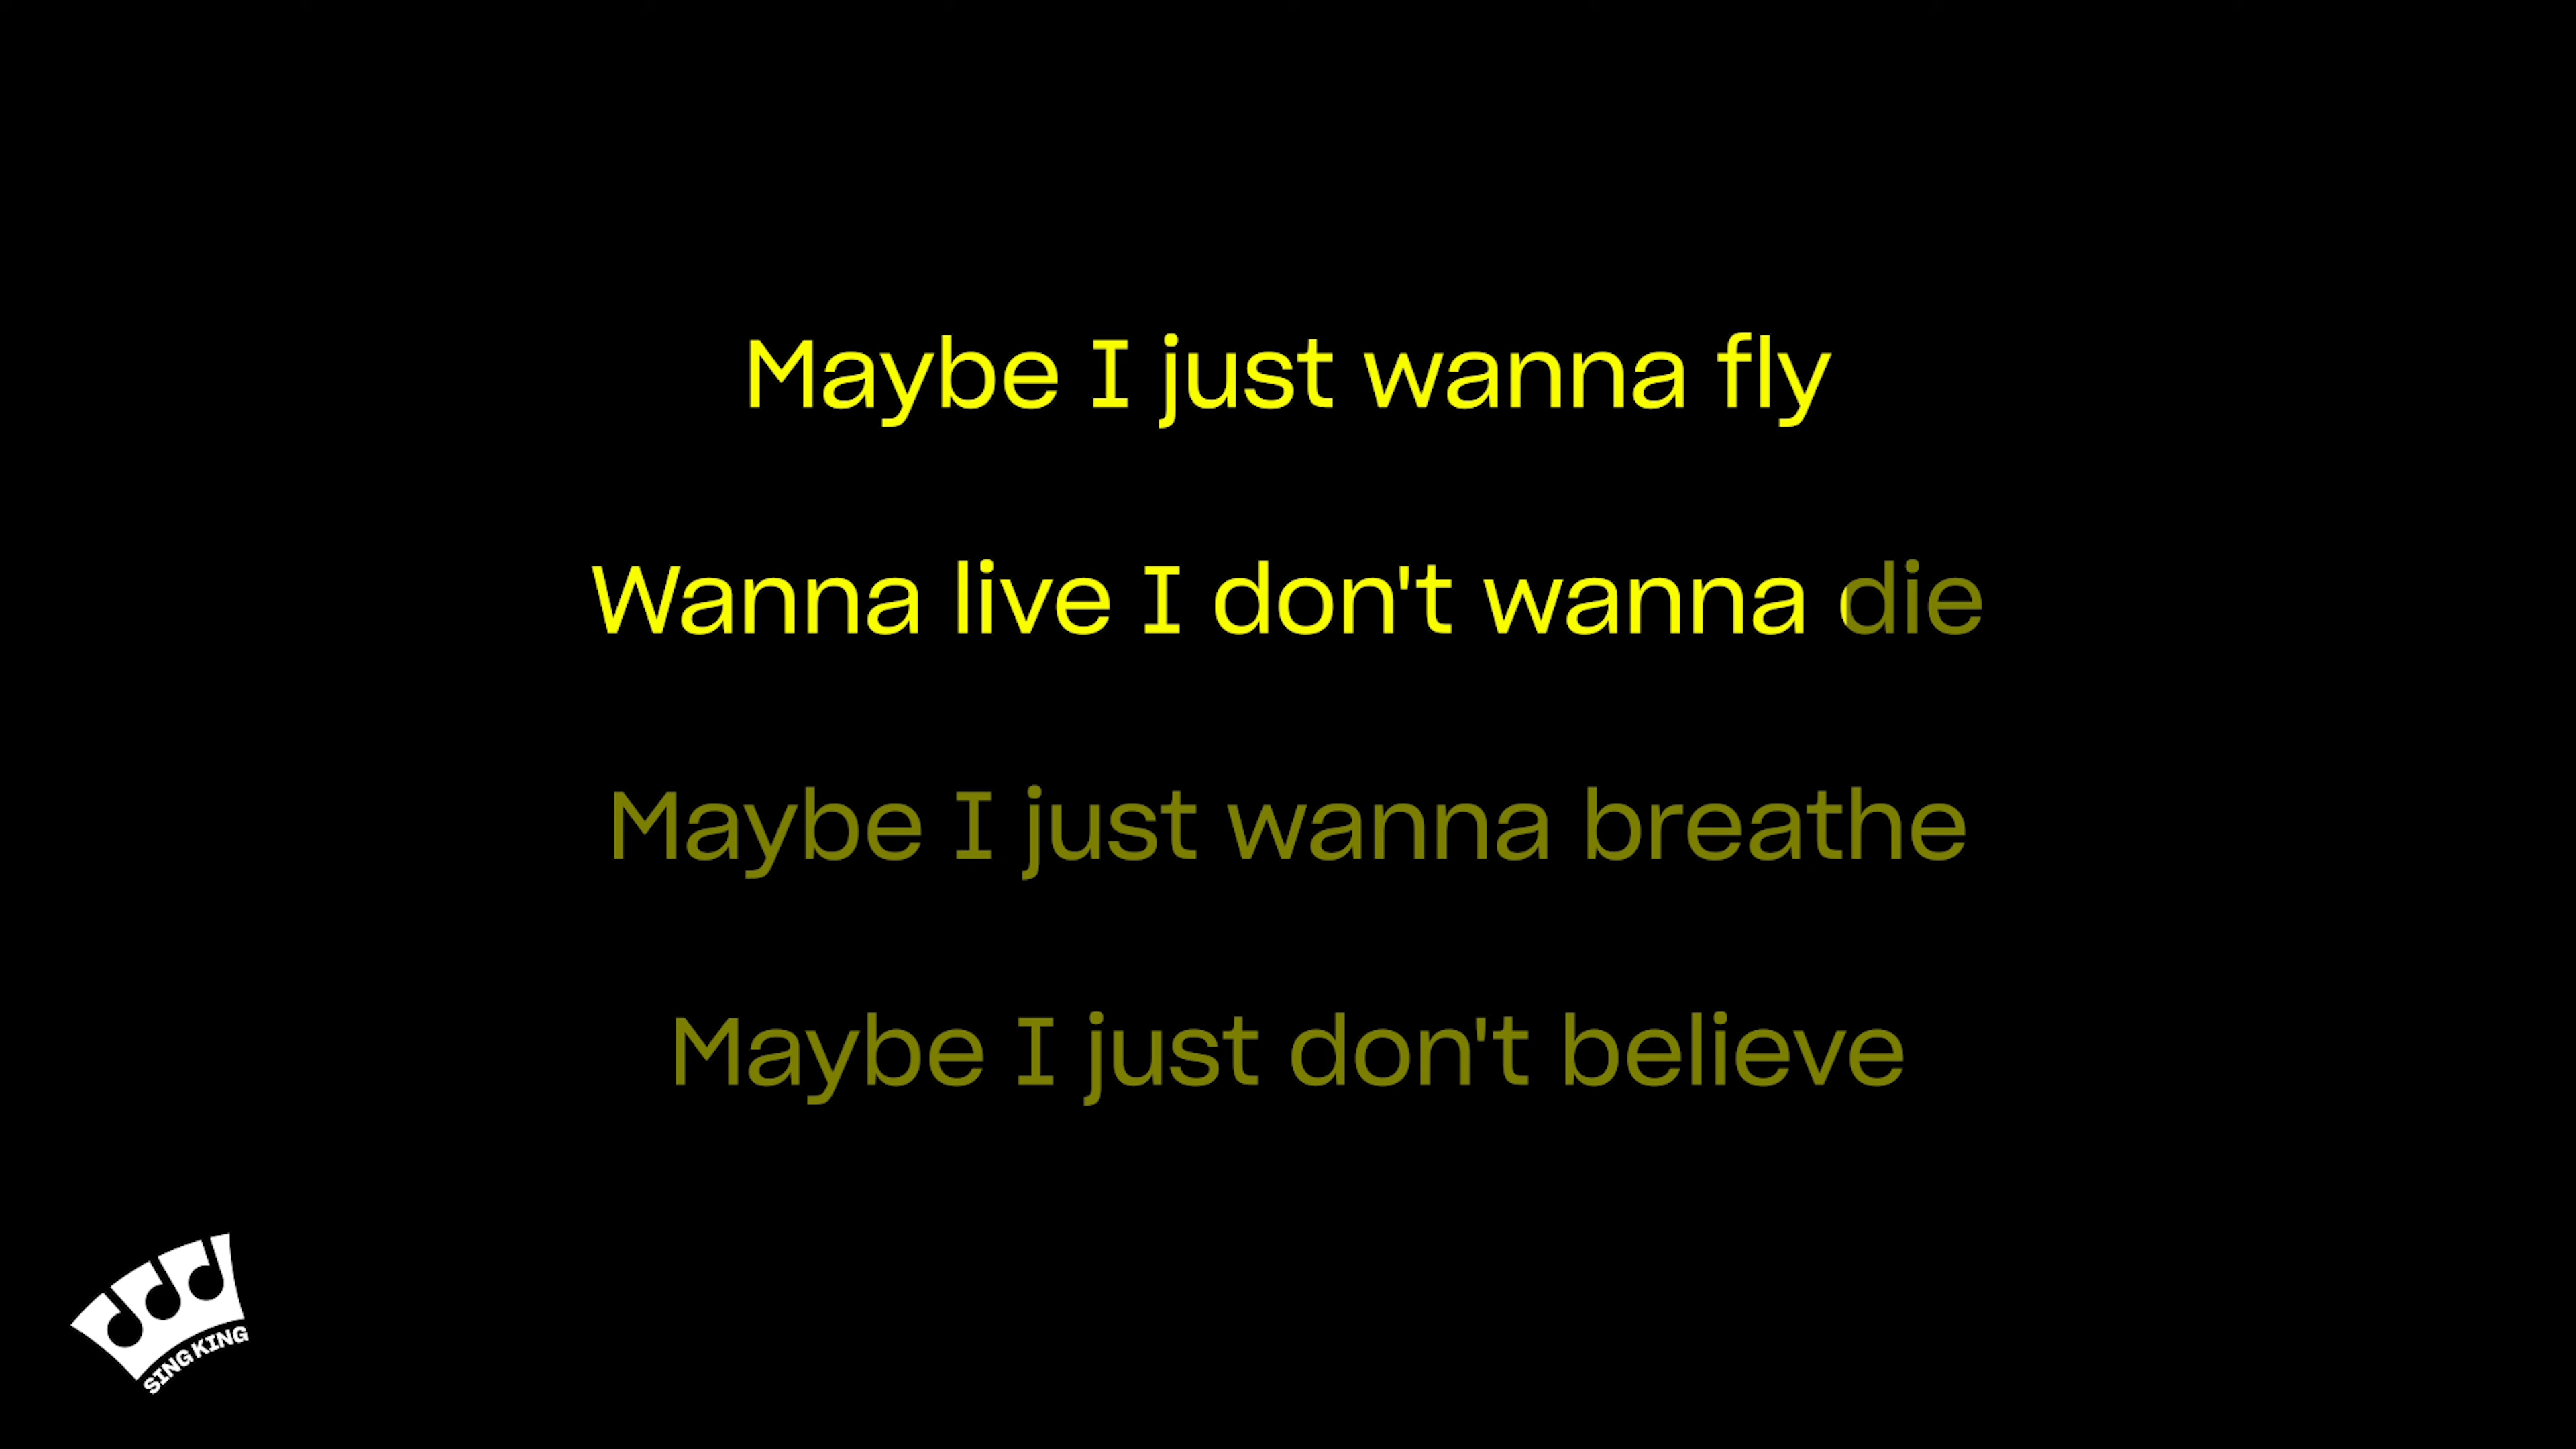 Maybe I just wanna fly
Wanna live I don't wanna die
Maybe I just wanna breathe
Maybe I just don't believe
SING KING